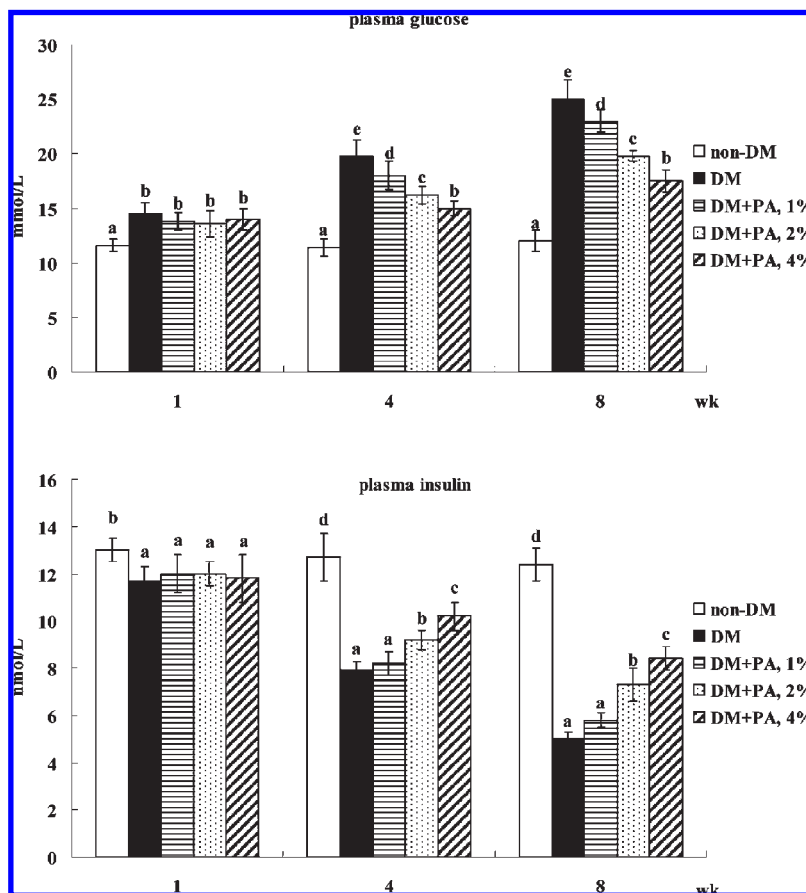 plasma glucose
30
25
20
15
10
5
0
mmol/L
a b b b b
a e d c b
a e d c b
1 4 8 wk
non-DM
DM
DM+PA, 1%
DM+PA, 2%
DM+PA, 4%
plasma insulin
16
14
12
10
8
6
4
2
0
nmol/L
b a a a a
d a a b c
d a a b c
1 4 8 wk
non-DM
DM
DM+PA, 1%
DM+PA, 2%
DM+PA, 4%